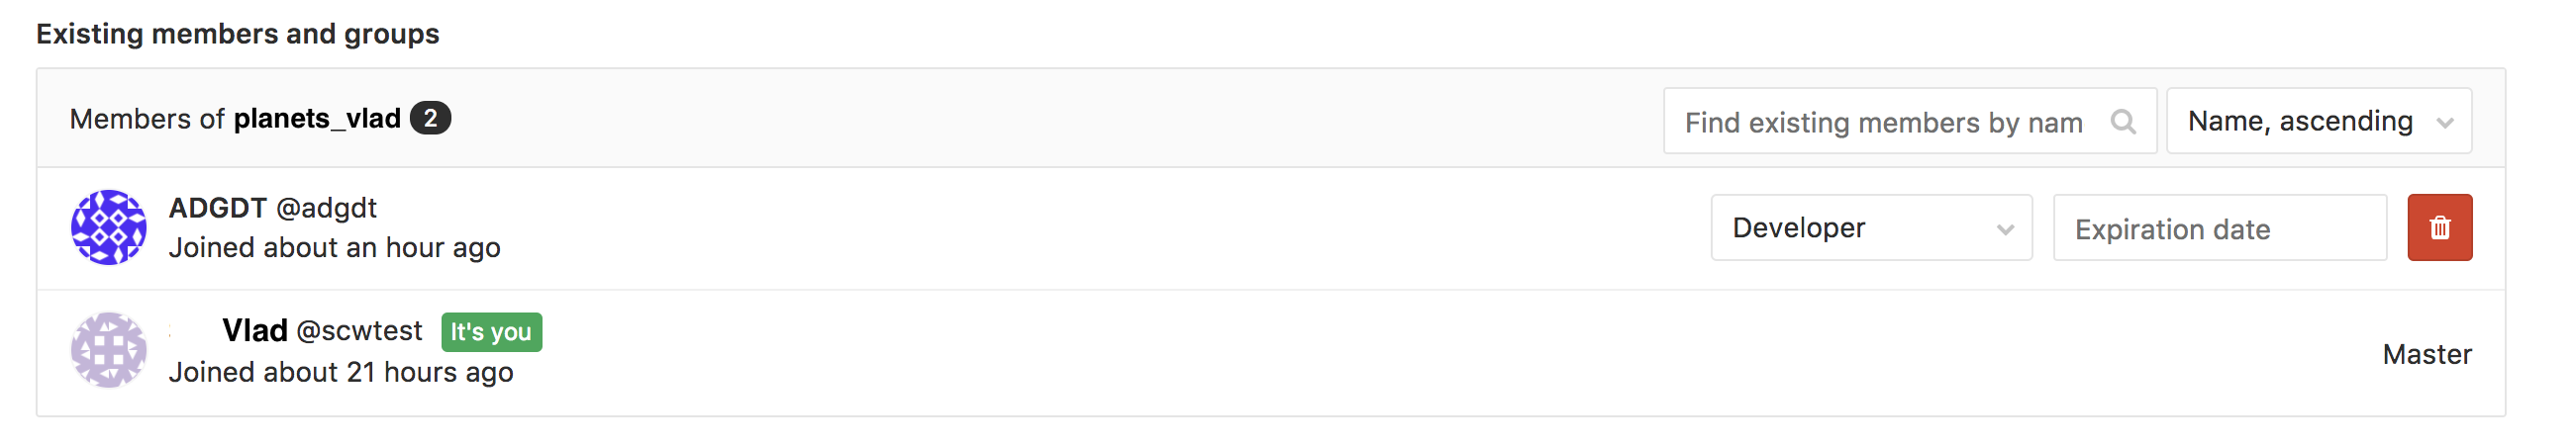 Existing members and groups
Members of planets_vlad 2
Find existing members by nam
Name, ascending
ADGDT @adgdt
Joined about an hour ago
Developer
Expiration date
Vlad @scwtest It's you
Joined about 21 hours ago
Master